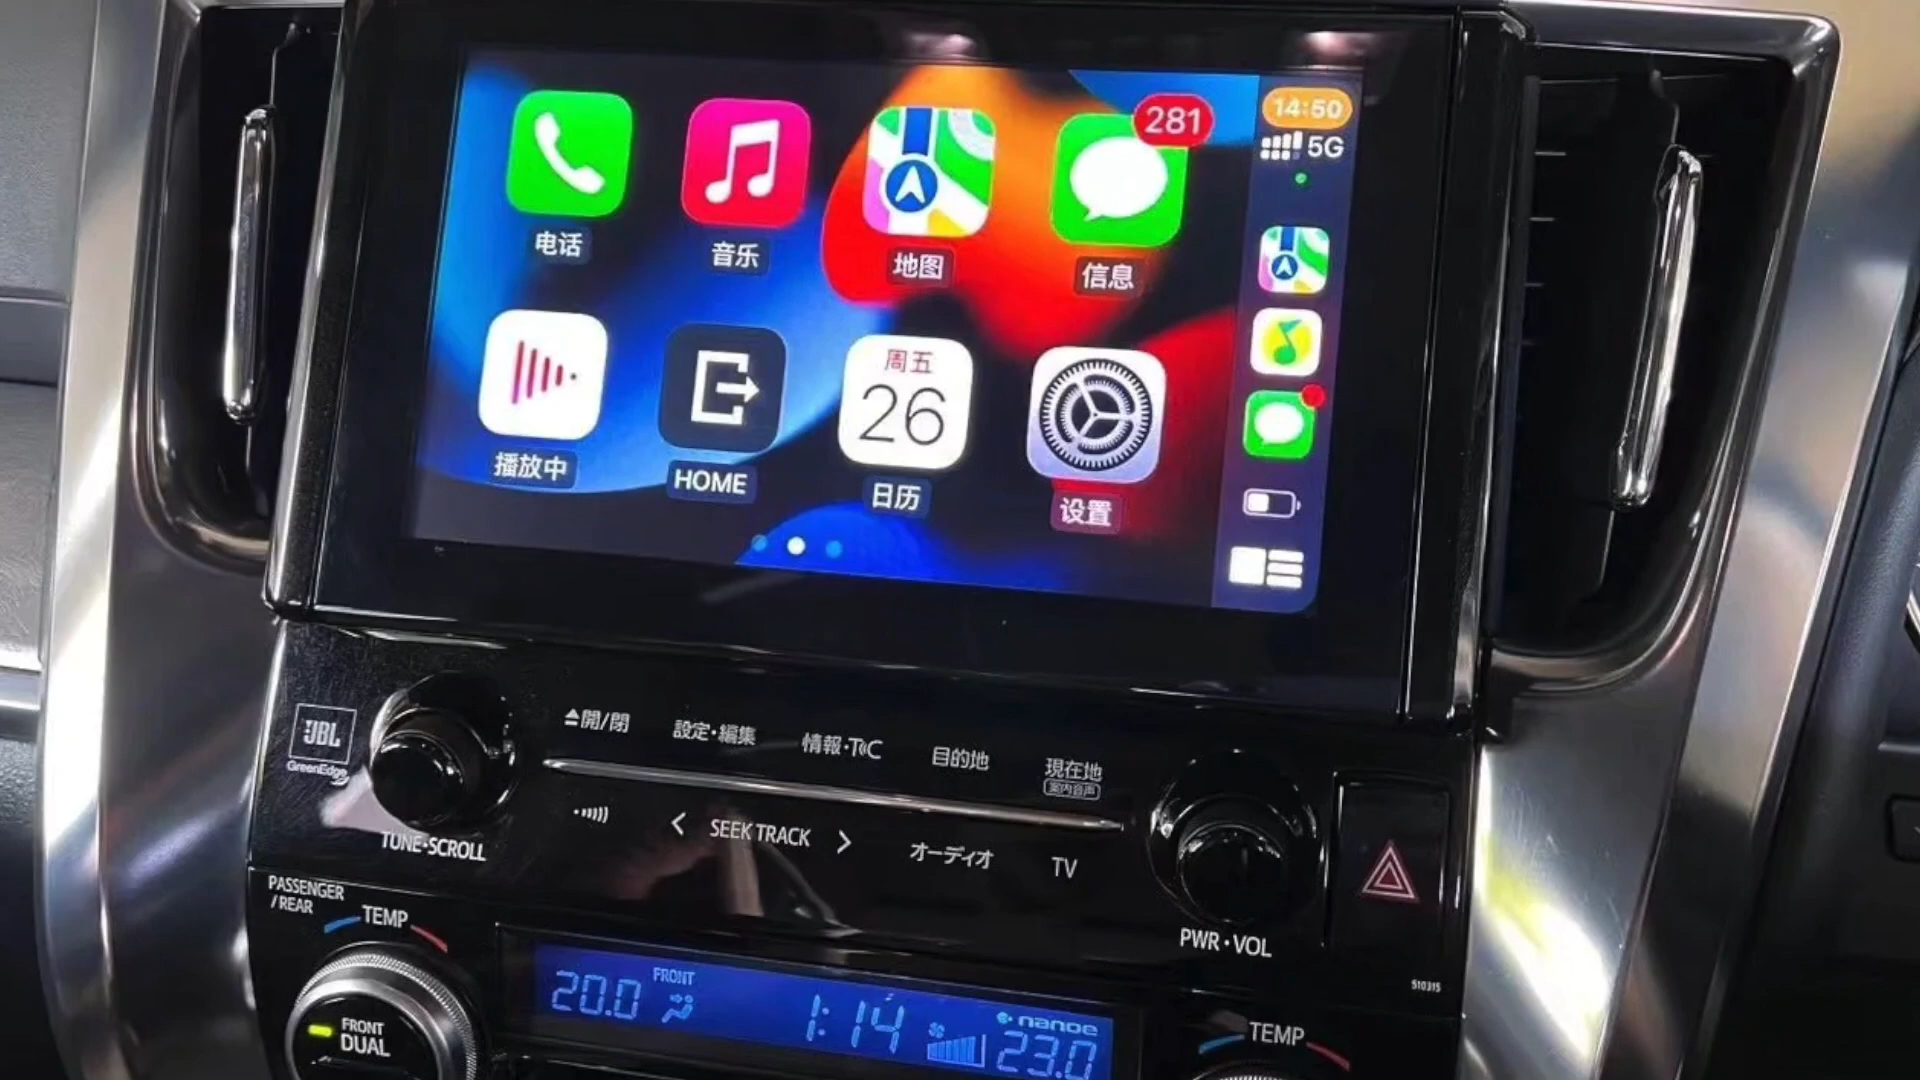 281
14:50
5G
电话
音乐
地图
信息
周五
26
播放中
HOME
日历
设置
JBL
GreenEdge
開/閉
設定・編集
情報・T&C
目的地
現在地
案内音声
TUNE・SCROLL
SEEK TRACK
オーディオ
TV
PWR・VOL
510315
PASSENGER
/ REAR
TEMP
FRONT
DUAL
20.0
FRONT
1:14
nanoe
23.0
TEMP